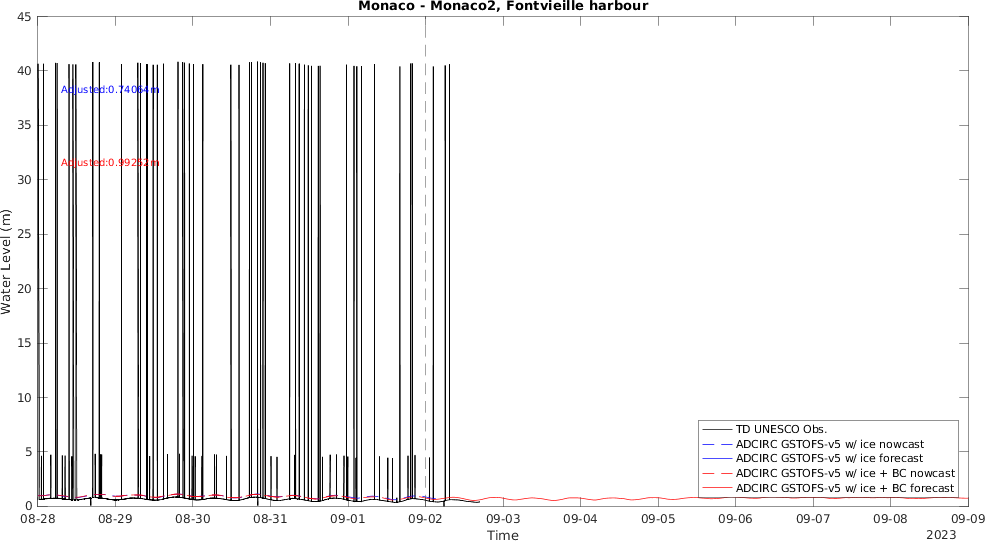 Monaco - Monaco2, Fontvieille harbour
45
40
35
30
25
20
15
10
5
0
Water Level (m)
Adjusted:0.74064m
Adjusted:0.99252m
TD UNESCO Obs.
ADCIRC GSTOFS-v5 w/ ice nowcast
ADCIRC GSTOFS-v5 w/ ice forecast
ADCIRC GSTOFS-v5 w/ ice + BC nowcast
ADCIRC GSTOFS-v5 w/ ice + BC forecast
08-28 08-29 08-30 08-31 09-01 09-02 09-03 09-04 09-05 09-06 09-07 09-08 09-09
Time
2023